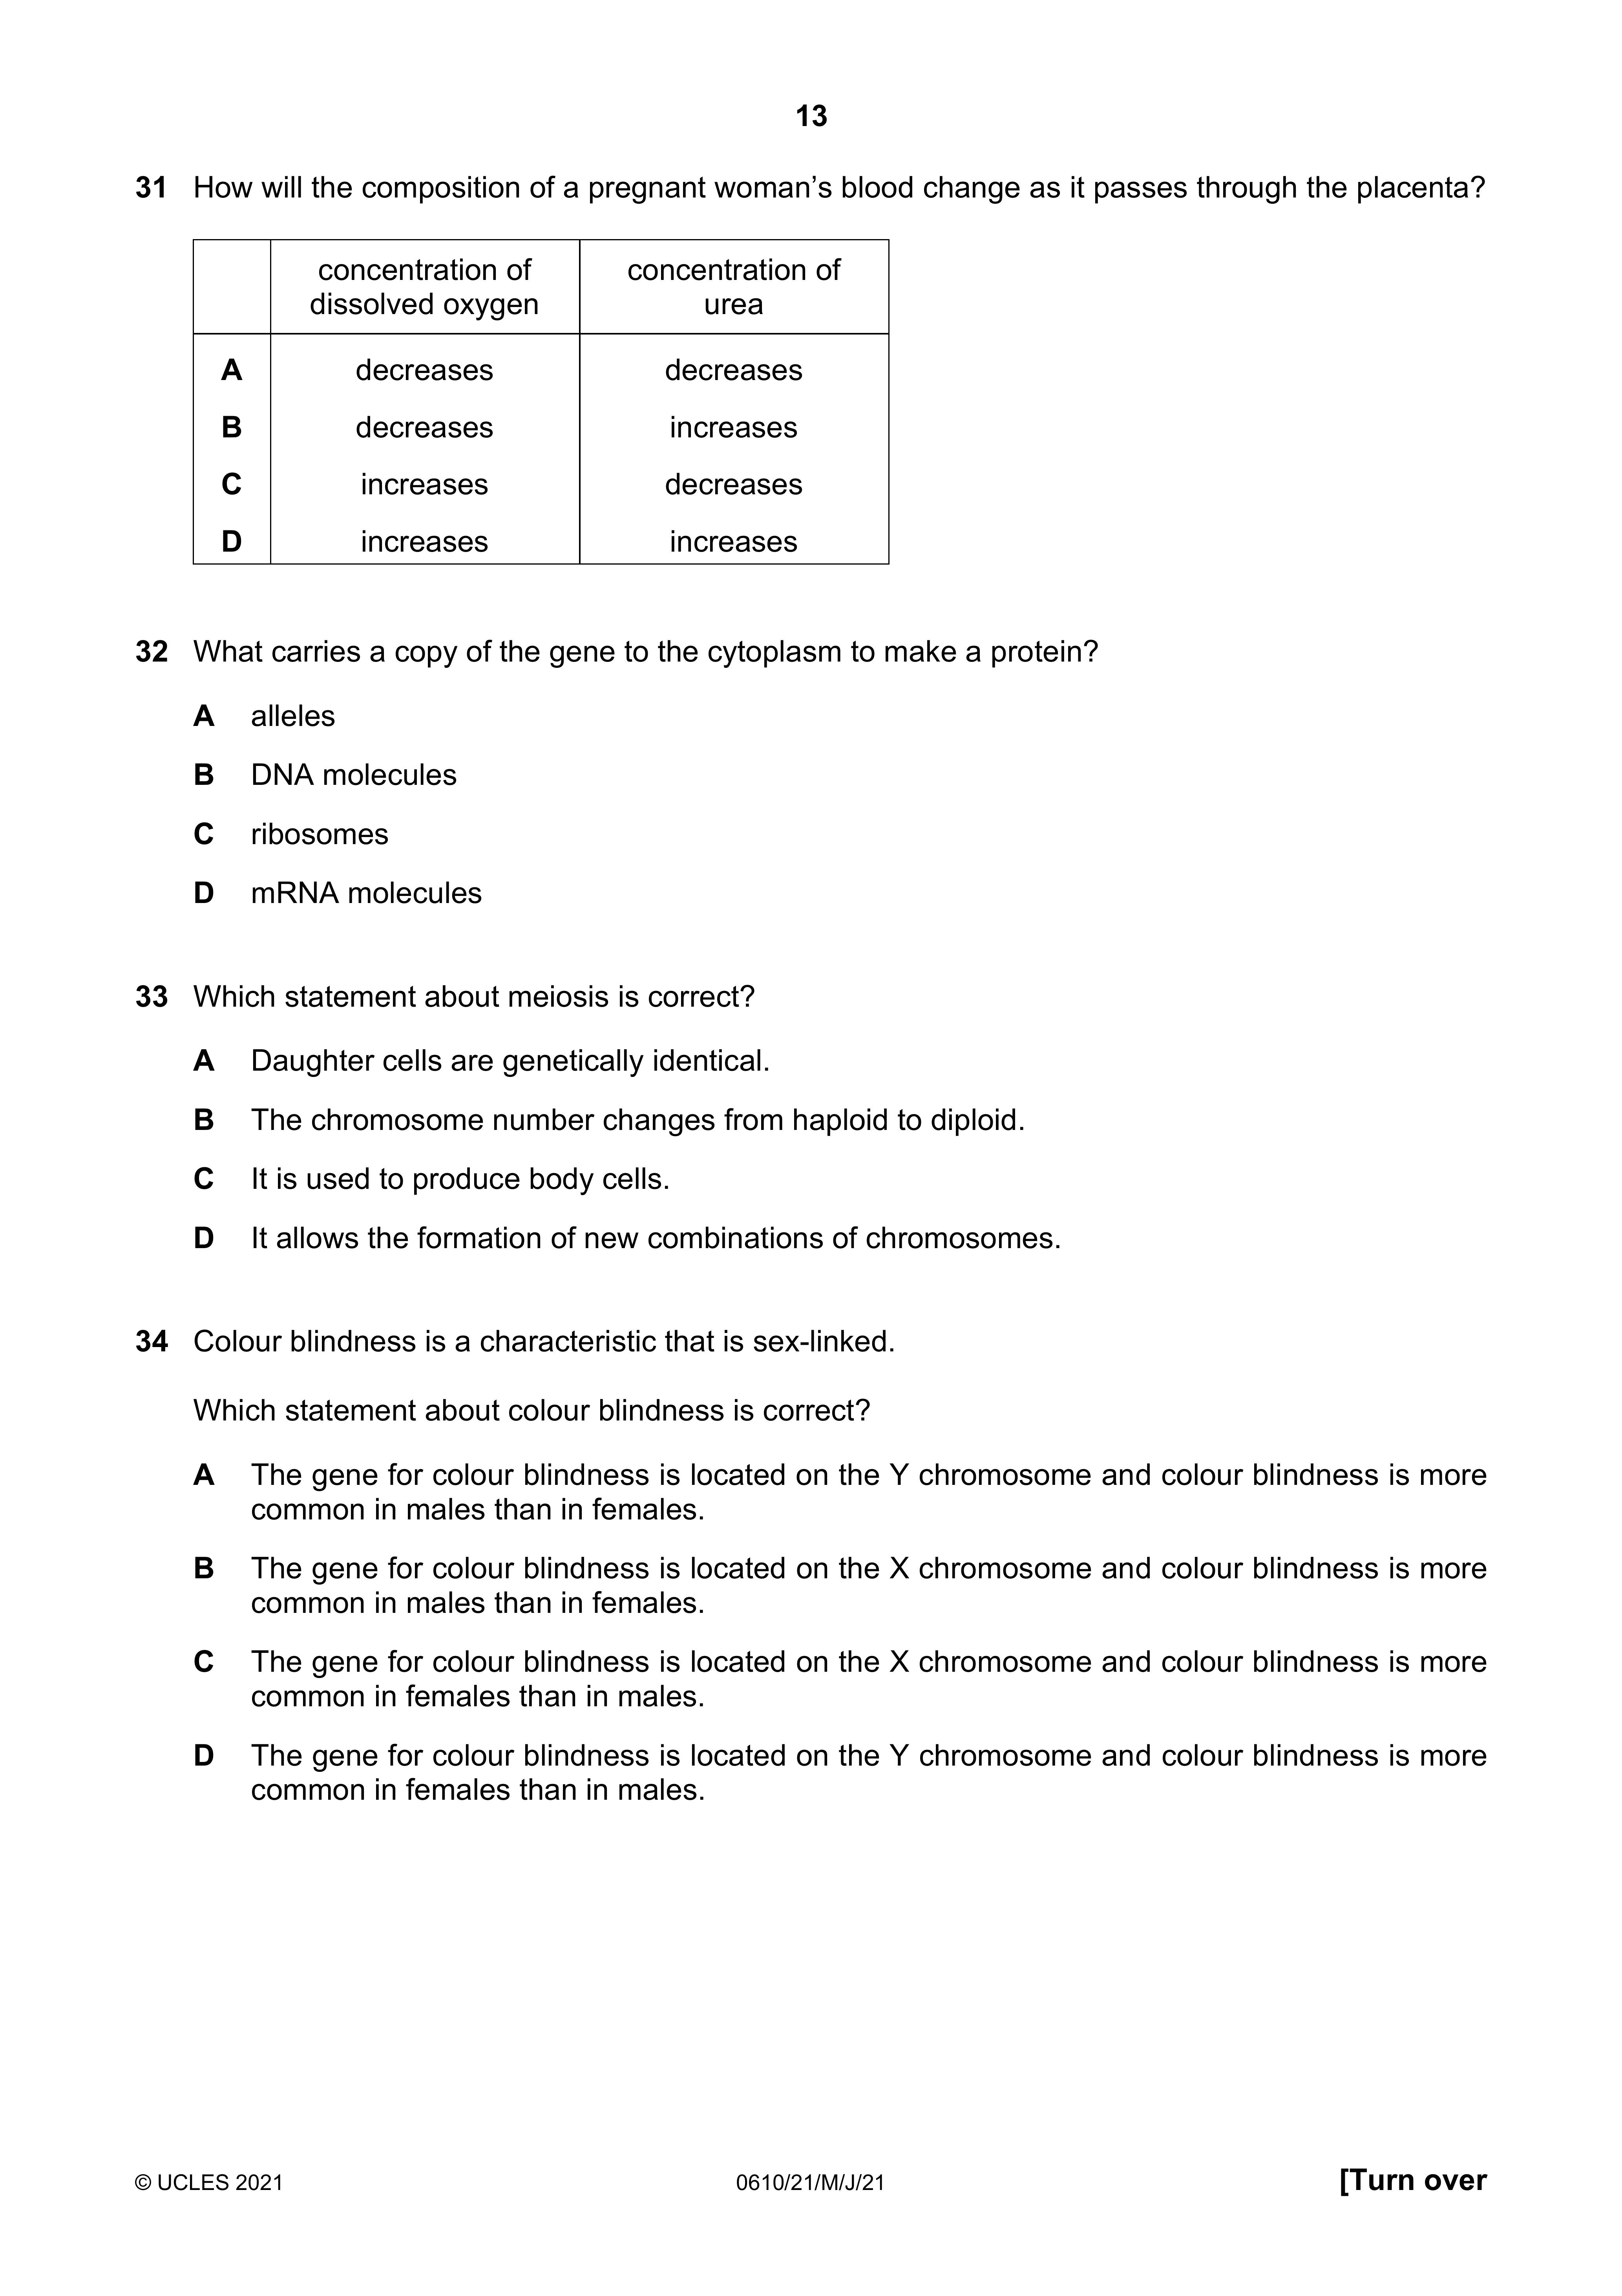 13
31 How will the composition of a pregnant woman’s blood change as it passes through the placenta?
concentration of dissolved oxygen
concentration of urea
A decreases decreases
B decreases increases
C increases decreases
D increases increases
32 What carries a copy of the gene to the cytoplasm to make a protein?
A alleles
B DNA molecules
C ribosomes
D mRNA molecules
33 Which statement about meiosis is correct?
A Daughter cells are genetically identical.
B The chromosome number changes from haploid to diploid.
C It is used to produce body cells.
D It allows the formation of new combinations of chromosomes.
34 Colour blindness is a characteristic that is sex-linked.
Which statement about colour blindness is correct?
A The gene for colour blindness is located on the Y chromosome and colour blindness is more
common in males than in females.
B The gene for colour blindness is located on the X chromosome and colour blindness is more
common in males than in females.
C The gene for colour blindness is located on the X chromosome and colour blindness is more
common in females than in males.
D The gene for colour blindness is located on the Y chromosome and colour blindness is more
common in females than in males.
© UCLES 2021 0610/21/M/J/21 [Turn over